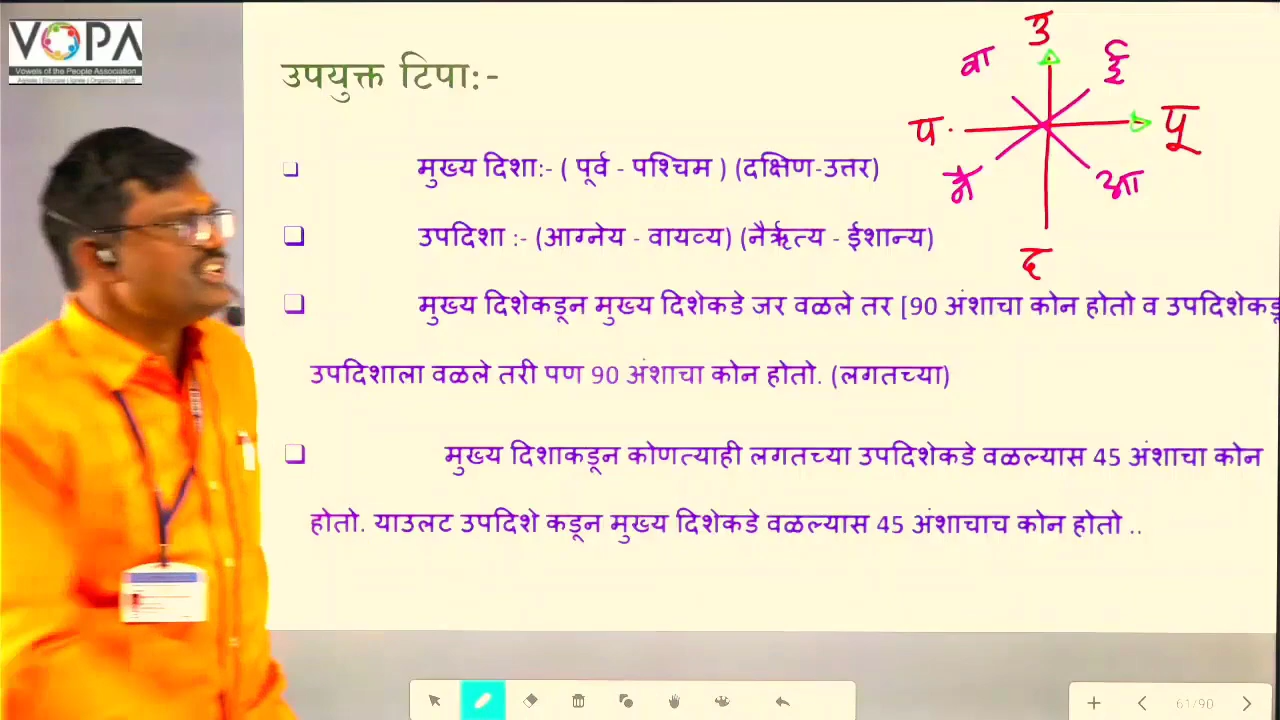 VOPA
Vowels of the People Association
उपयुक्त टिपा:-
मुख्य दिशा:- ( पूर्व - पश्चिम ) (दक्षिण-उत्तर)
उपदिशा :- (आग्नेय - वायव्य) (नैर्ऋत्य - ईशान्य)
मुख्य दिशेकडून मुख्य दिशेकडे जर वळले तर [90 अंशाचा कोन होतो व उपदिशेकडू
उपदिशाला वळले तरी पण 90 अंशाचा कोन होतो. (लगतच्या)
मुख्य दिशाकडून कोणत्याही लगतच्या उपदिशेकडे वळल्यास 45 अंशाचा कोन
होतो. याउलट उपदिशे कडून मुख्य दिशेकडे वळल्यास 45 अंशाचाच कोन होतो ..
उ
वा
ई
प
पू
नै
आ
द
61/90